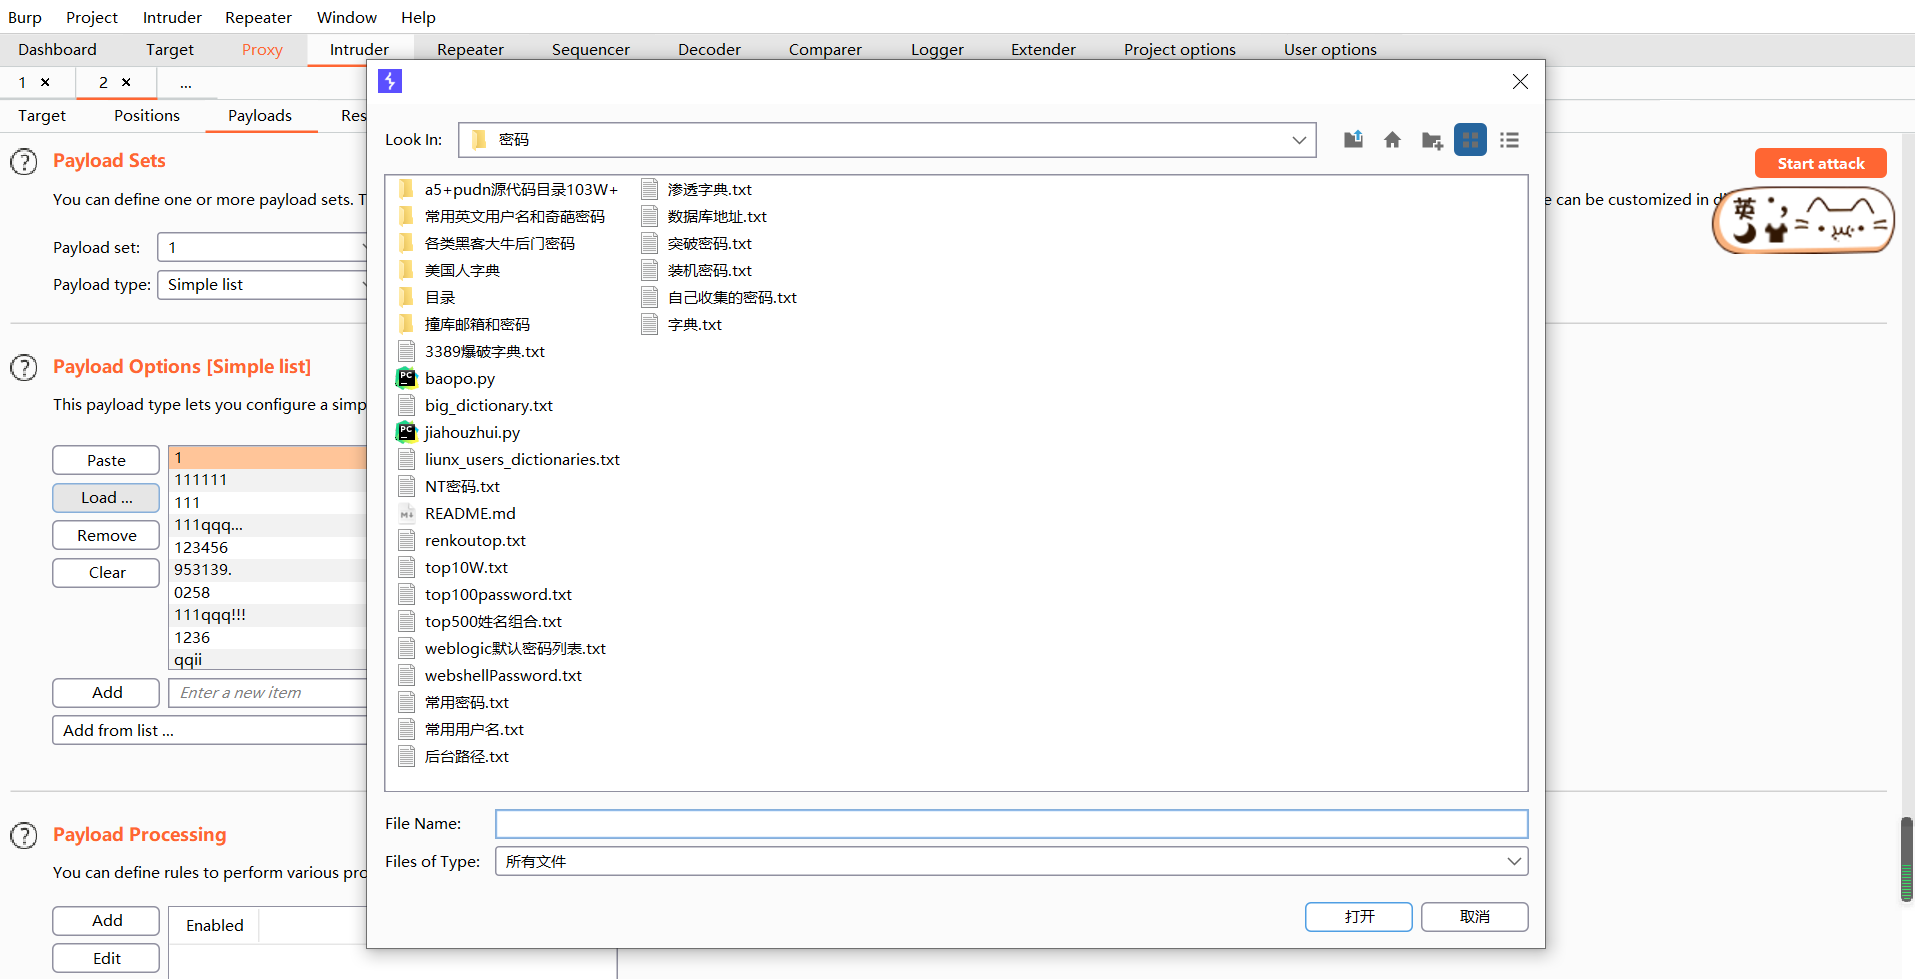 Burp Project Intruder Repeater Window Help
Dashboard Target Proxy Intruder Repeater Sequencer Decoder Comparer Logger Extender Project options User options
1 × 2 × ...
Target Positions Payloads Res
Payload Sets
Start attack
You can define one or more payload sets. T
e can be customized in d
英
Payload set: 1
Payload type: Simple list
Payload Options [Simple list]
This payload type lets you configure a simp
Paste
Load ...
Remove
Clear
1
111111
111
111qqq...
123456
953139.
0258
111qqq!!!
1236
qqii
Add
Enter a new item
Add from list ...
Payload Processing
You can define rules to perform various pro
Add
Enabled
Edit
Look In: 密码
a5+pudn源代码目录103W+
常用英文用户名和奇葩密码
各类黑客大牛后门密码
美国人字典
目录
撞库邮箱和密码
3389爆破字典.txt
PC baopo.py
big_dictionary.txt
PC jiahouzhui.py
liunx_users_dictionaries.txt
NT密码.txt
M↓ README.md
renkoutop.txt
top10W.txt
top100password.txt
top500姓名组合.txt
weblogic默认密码列表.txt
webshellPassword.txt
常用密码.txt
常用用户名.txt
后台路径.txt
渗透字典.txt
数据库地址.txt
突破密码.txt
装机密码.txt
自己收集的密码.txt
字典.txt
File Name:
Files of Type: 所有文件
打开
取消